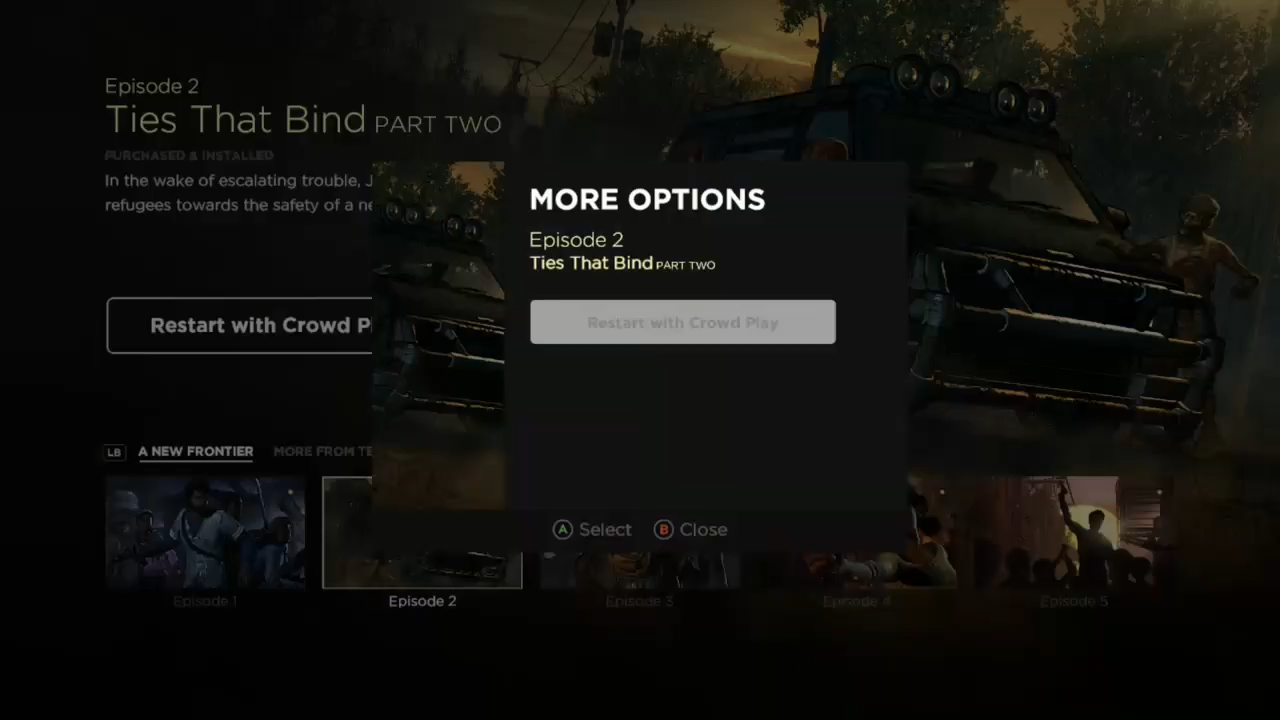 Episode 2
Ties That Bind PART TWO
PURCHASED & INSTALLED
In the wake of escalating trouble, J
refugees towards the safety of a ne
Restart with Crowd P
MORE OPTIONS
Episode 2
Ties That Bind PART TWO
Restart with Crowd Play
A Select B Close
LB A NEW FRONTIER MORE FROM TE
Episode 1 Episode 2 Episode 3 Episode 4 Episode 5